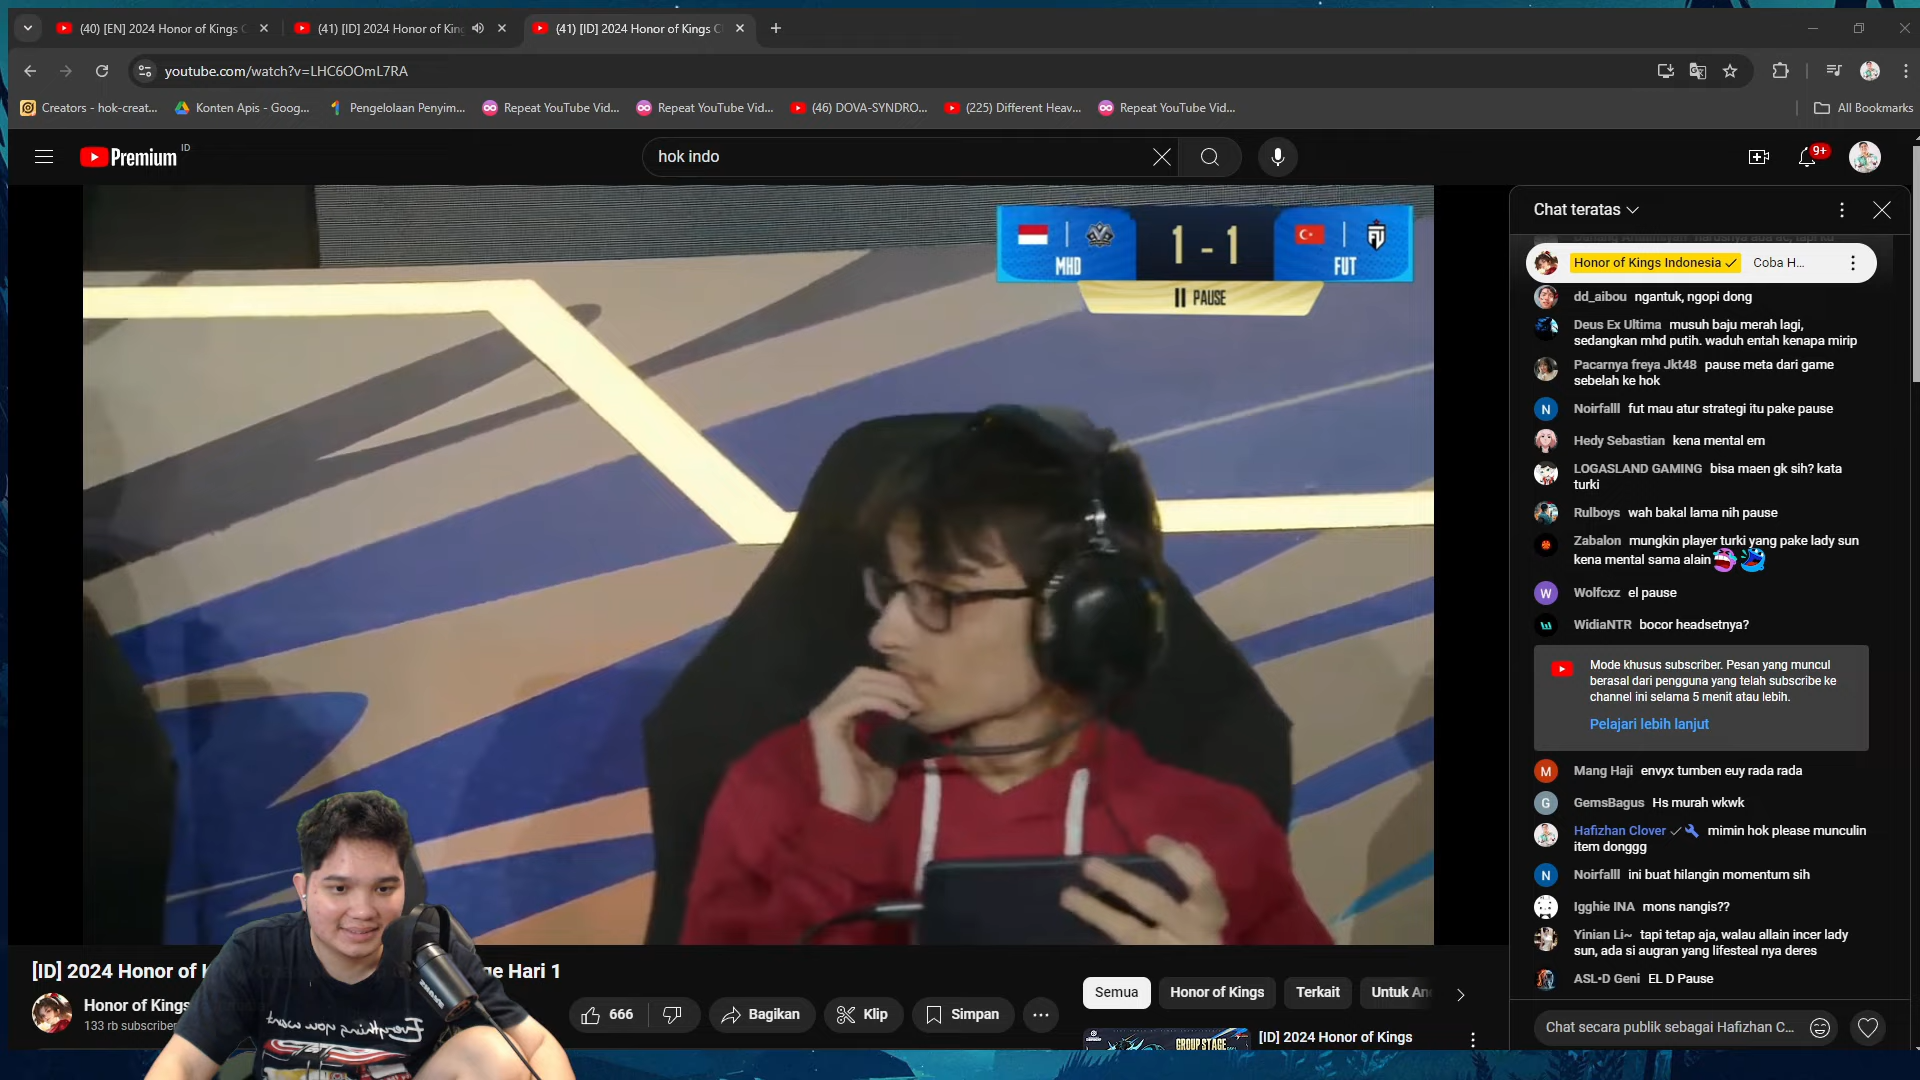 (40) [EN] 2024 Honor of Kings C
(41) [ID] 2024 Honor of King
(41) [ID] 2024 Honor of Kings C
youtube.com/watch?v=LHC6OOmL7RA
Creators - hok-creat...
Konten Apis - Goog...
Pengelolaan Penyim...
Repeat YouTube Vid...
Repeat YouTube Vid...
(46) DOVA-SYNDRO...
(225) Different Heav...
Repeat YouTube Vid...
All Bookmarks
Premium ID
hok indo
9+
MHD
1 - 1
FUT
PAUSE
Chat teratas
Honor of Kings Indonesia Coba H...
dd_aibou ngantuk, ngopi dong
Deus Ex Ultima musuh baju merah lagi,
sedangkan mhd putih. waduh entah kenapa mirip
Pacarnya freya Jkt48 pause meta dari game
sebelah ke hok
N Noirfalll fut mau atur strategi itu pake pause
Hedy Sebastian kena mental em
LOGASLAND GAMING bisa maen gk sih? kata
turki
Rulboys wah bakal lama nih pause
Zabalon mungkin player turki yang pake lady sun
kena mental sama alain
W Wolfcxz el pause
WidiaNTR bocor headsetnya?
Mode khusus subscriber. Pesan yang muncul
berasal dari pengguna yang telah subscribe ke
channel ini selama 5 menit atau lebih.
Pelajari lebih lanjut
M Mang Haji envyx tumben euy rada rada
G GemsBagus Hs murah wkwk
Hafizhan Clover mimin hok please munculin
item donggg
N Noirfalll ini buat hilangin momentum sih
Igghie INA mons nangis??
Yinian Li~ tapi tetap aja, walau allain incer lady
sun, ada si augran yang lifesteal nya deres
ASL•D Geni EL D Pause
Chat secara publik sebagai Hafizhan C...
[ID] 2024 Honor of
ge Hari 1
Honor of Kings
133 rb subscriber
666
Bagikan
Klip
Simpan
Semua
Honor of Kings
Terkait
Untuk An
GROUP STAGE
[ID] 2024 Honor of Kings
Everything you want